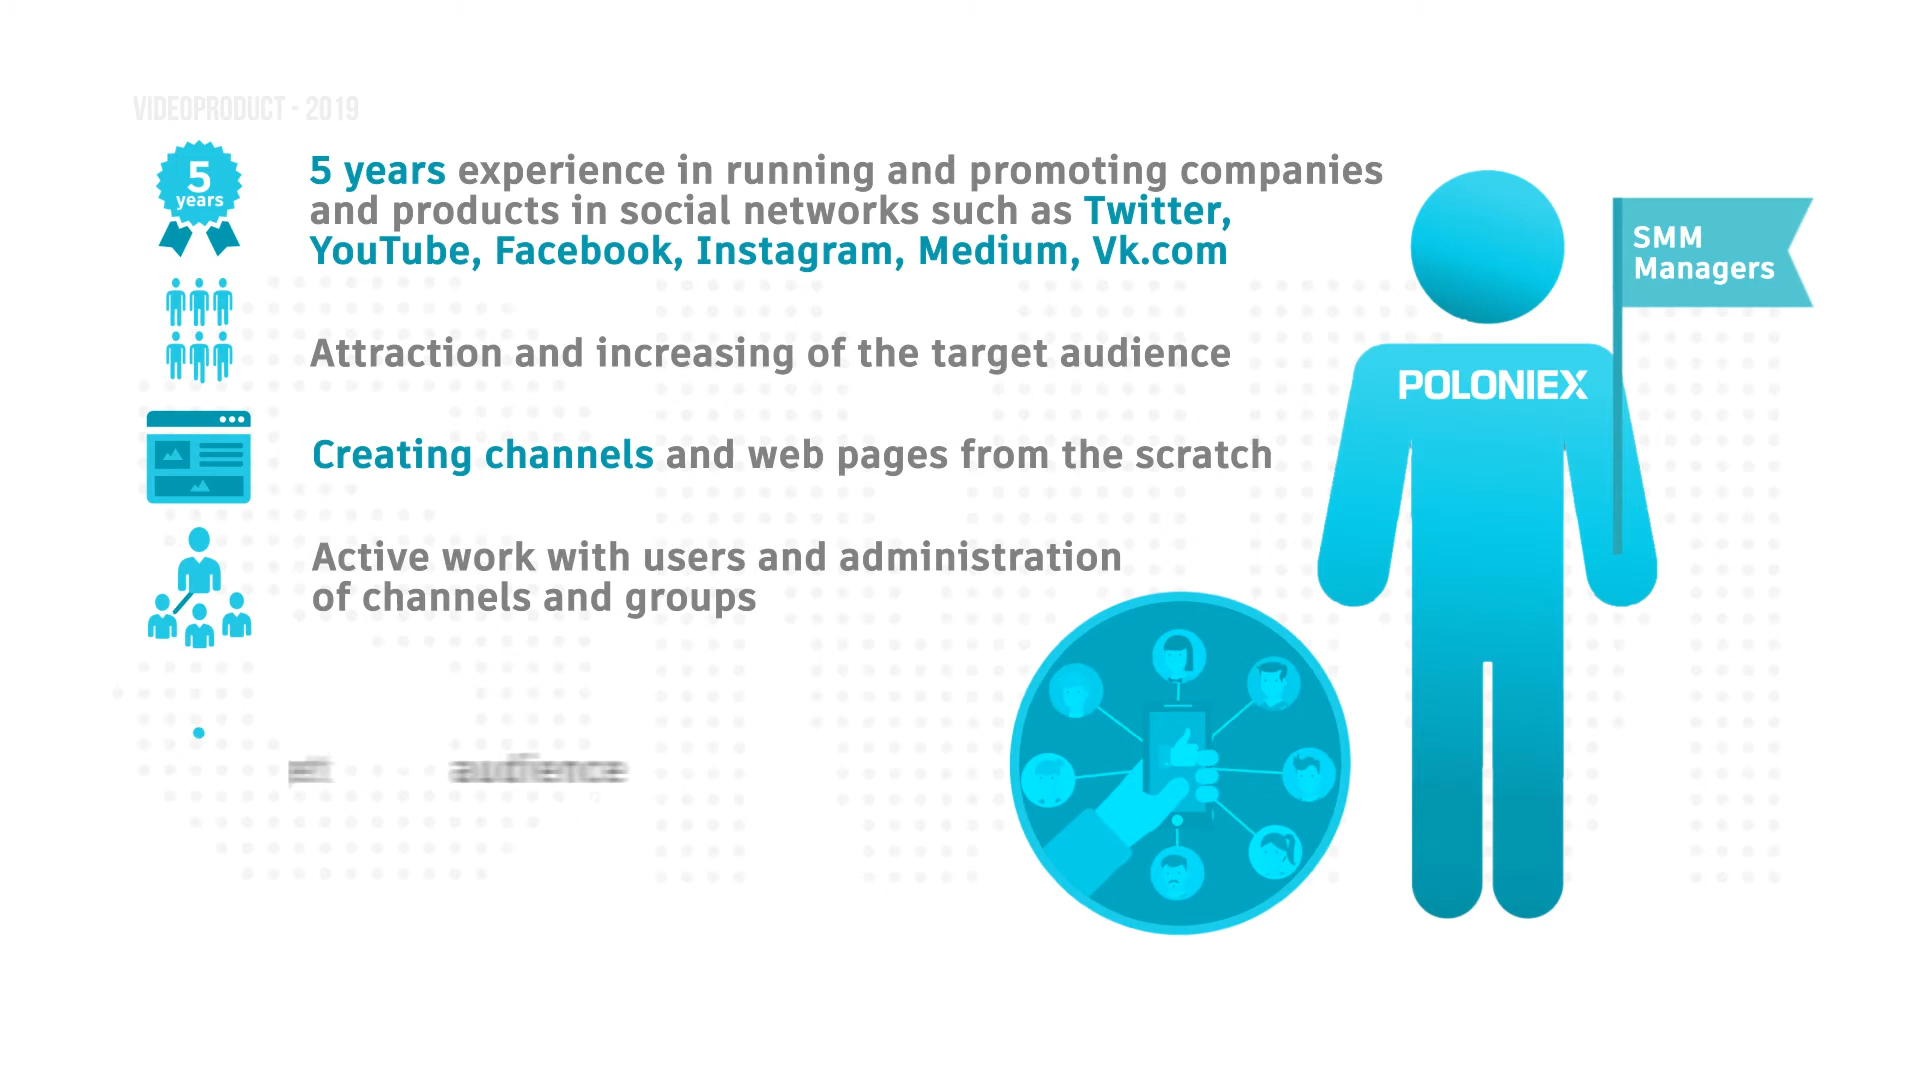 VIDEOPRODUCT - 2019
5
years
5 years experience in running and promoting companies
and products in social networks such as Twitter,
YouTube, Facebook, Instagram, Medium, Vk.com
SMM
Managers
Attraction and increasing of the target audience
POLONIEX
Creating channels and web pages from the scratch
Active work with users and administration
of channels and groups
audience